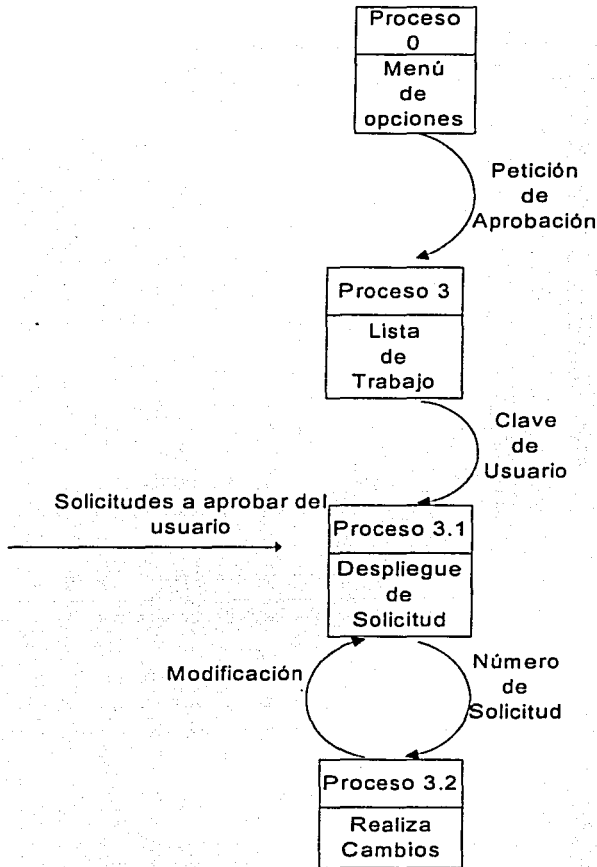 Proceso
0
Menú
de
opciones
Petición
de
Aprobación
Proceso 3
Lista
de
Trabajo
Clave
de
Usuario
Solicitudes a aprobar del
usuario
Proceso 3.1
Despliegue
de
Solicitud
Modificación
Número
de
Solicitud
Proceso 3.2
Realiza
Cambios